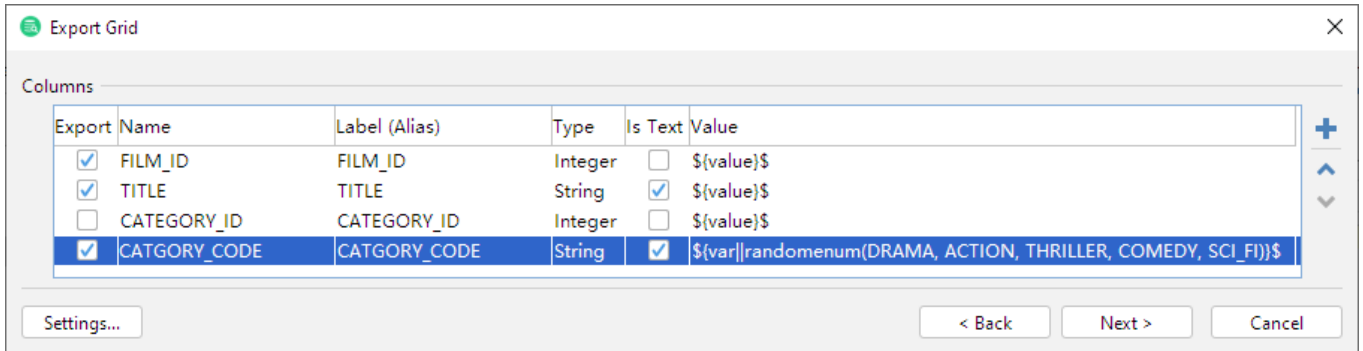 Export Grid
Columns
Export Name Label (Alias) Type Is Text Value
FILM_ID FILM_ID Integer ${value}$
TITLE TITLE String ${value}$
CATEGORY_ID CATEGORY_ID Integer ${value}$
CATGORY_CODE CATGORY_CODE String ${var||randomenum(DRAMA, ACTION, THRILLER, COMEDY, SCI_FI)}$
Settings... < Back Next > Cancel